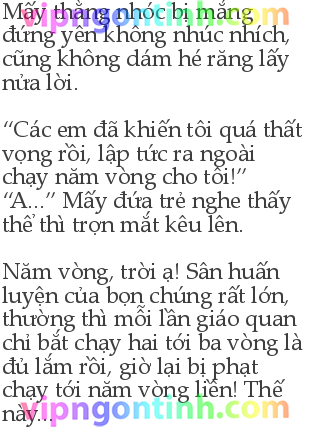 Mấy thằng nhóc bị mắng
vipngontinh.com
đứng yên không nhúc nhích,
cũng không dám hé răng lấy
nửa lời.
“Các em đã khiến tôi quá thất
vọng rồi, lập tức ra ngoài
chạy năm vòng cho tôi!”
“A...” Mấy đứa trẻ nghe thấy
thế thì trợn mắt kêu lên.
Năm vòng, trời ạ! Sân huấn
luyện của bọn chúng rất lớn,
thường thì mỗi lần giáo quan
chỉ bắt chạy hai tới ba vòng là
đủ lắm rồi, giờ lại bị phạt
chạy tới năm vòng liền! Thế
này...
vipngontinh.com